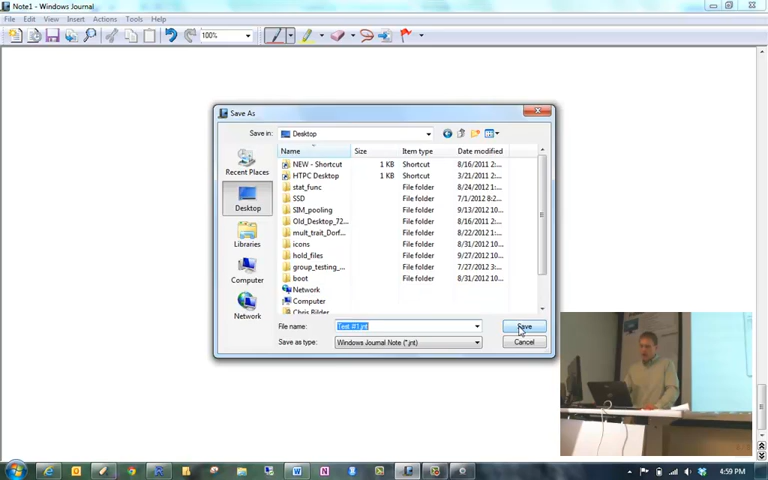 Note1 - Windows Journal
File Edit View Insert Actions Tools Help
100%
Save As
Save in: Desktop
Name Size Item type Date modified
NEW - Shortcut 1 KB Shortcut 8/16/2011 2:...
HTPC Desktop 1 KB Shortcut 3/21/2011 2:...
stat_func File folder 8/24/2012 1:...
SSD File folder 7/1/2012 8:2...
SIM_pooling File folder 9/13/2012 10...
Old_Desktop_72... File folder 8/16/2011 2:...
mult_trait_Dorf... File folder 8/22/2012 1:...
icons File folder 8/31/2012 10...
hold_files File folder 9/27/2012 10...
group_testing_... File folder 7/27/2012 3:...
boot File folder 8/31/2012 10...
Network
Computer
Chris Bilder
Recent Places
Desktop
Libraries
Computer
Network
File name: Test #1.jnt Save
Save as type: Windows Journal Note (*.jnt) Cancel
4:59 PM